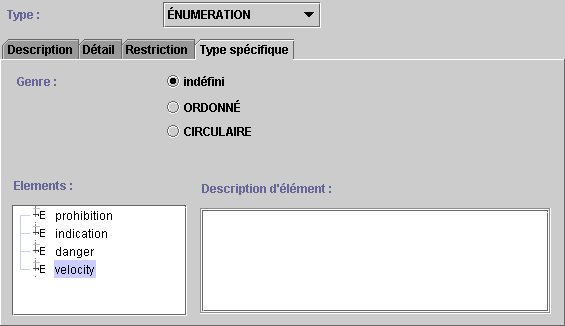 Type : ÉNUMERATION
Description Détail Restriction Type spécifique
Genre : indéfini
ORDONNÉ
CIRCULAIRE
Elements : Description d'élément :
E prohibition
E indication
E danger
E velocity